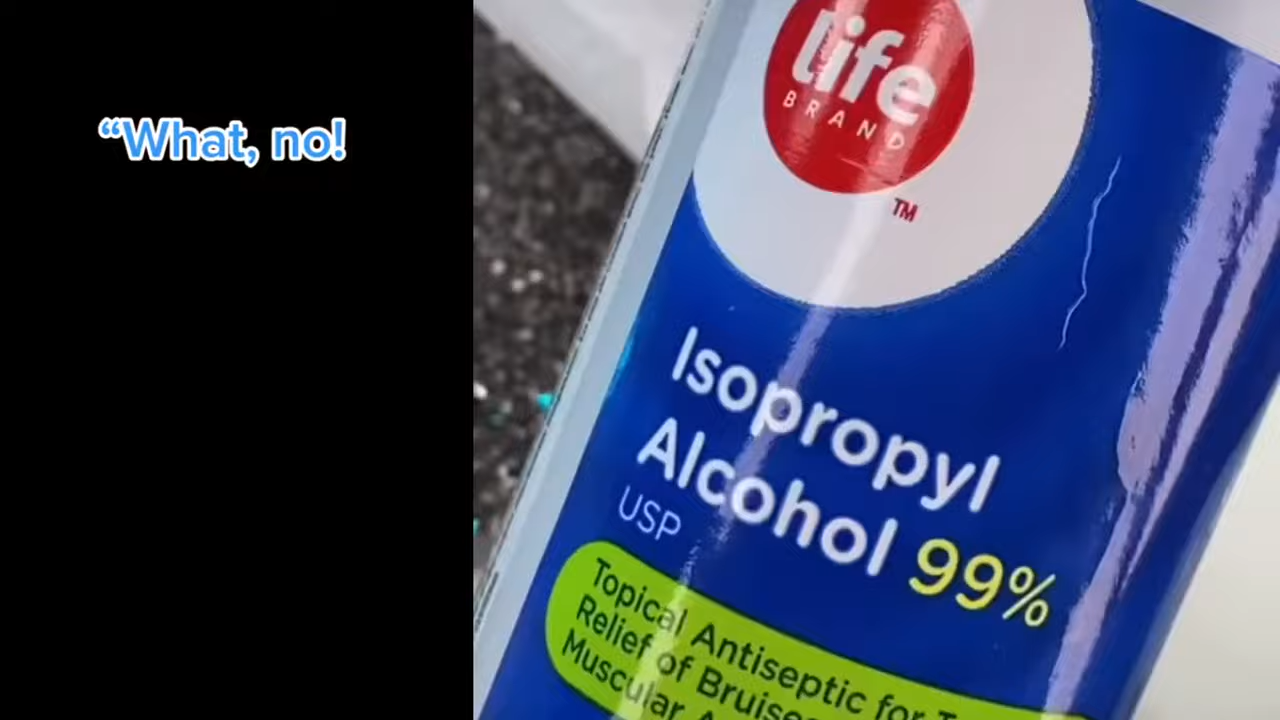 “What, no!
life
BRAND
TM
Isopropyl
Alcohol 99%
USP
Topical Antiseptic for
Relief of
Muscular